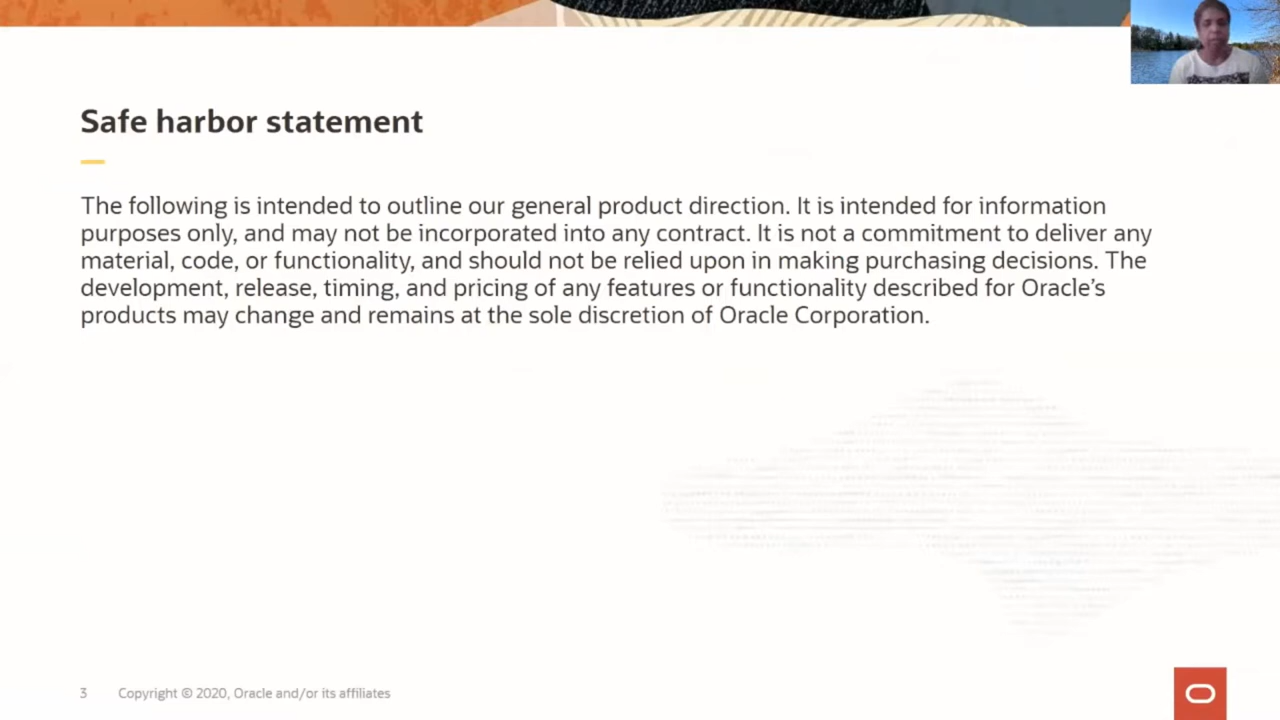 Safe harbor statement
The following is intended to outline our general product direction. It is intended for information
purposes only, and may not be incorporated into any contract. It is not a commitment to deliver any
material, code, or functionality, and should not be relied upon in making purchasing decisions. The
development, release, timing, and pricing of any features or functionality described for Oracle’s
products may change and remains at the sole discretion of Oracle Corporation.
3 Copyright © 2020, Oracle and/or its affiliates